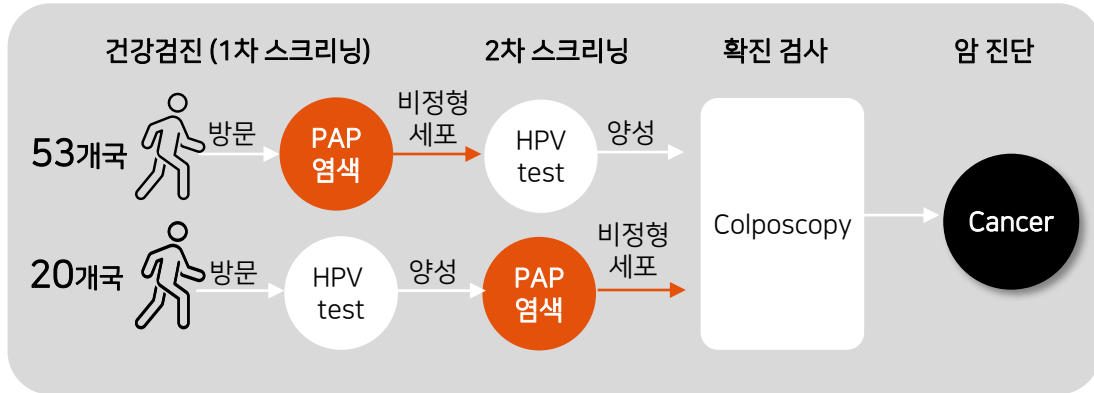 건강검진 (1차 스크리닝)
2차 스크리닝
확진 검사
암 진단
53개국
방문
PAP
염색
비정형
세포
HPV
test
양성
20개국
방문
HPV
test
양성
PAP
염색
비정형
세포
Colposcopy
Cancer